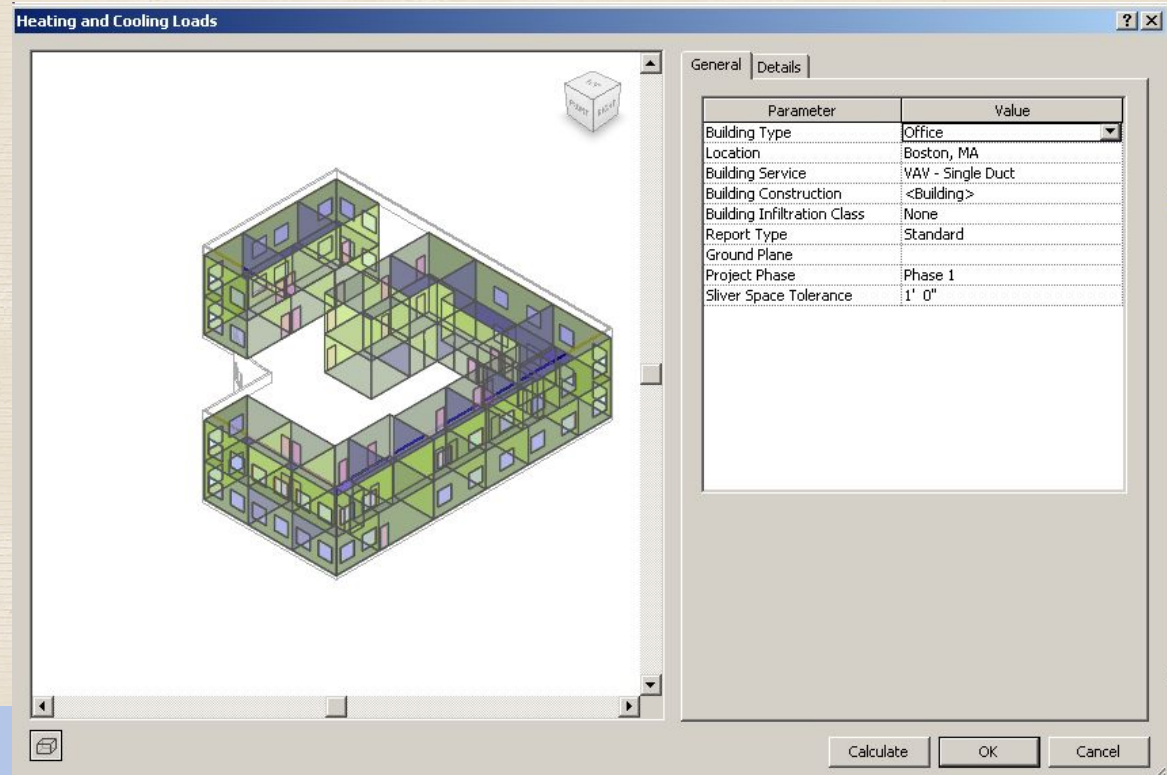 Heating and Cooling Loads
General Details
Parameter Value
Building Type Office
Location Boston, MA
Building Service VAV - Single Duct
Building Construction <Building>
Building Infiltration Class None
Report Type Standard
Ground Plane
Project Phase Phase 1
Sliver Space Tolerance 1' 0"
Calculate OK Cancel